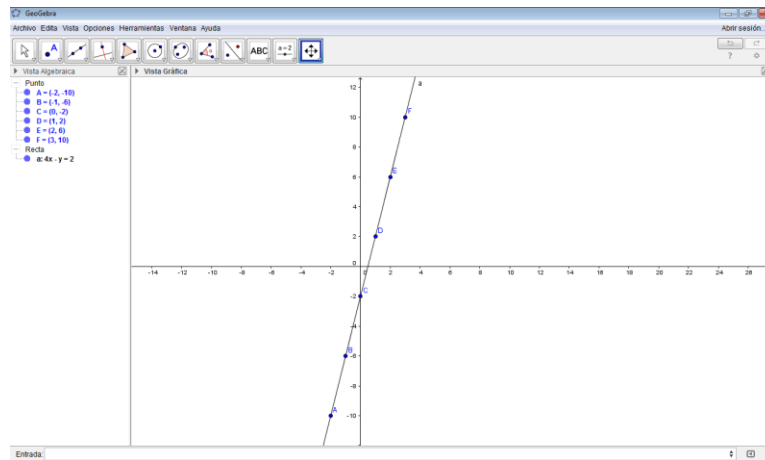 GeoGebra
Archivo Edita Vista Opciones Herramientas Ventana Ayuda
Abrir sesión...
A
ABC
a=2
?
Vista Algebraica
Vista Gráfica
Punto
A = (-2, -10)
B = (-1, -6)
C = (0, -2)
D = (1, 2)
E = (2, 6)
F = (3, 10)
Recta
a: 4x - y = 2
a
12
F
10
8
E
6
4
D
2
0
-14 -12 -10 -8 -6 -4 -2 0 2 4 6 8 10 12 14 16 18 20 22 24 26
C
-2
-4
B
-6
-8
A
-10
Entrada: